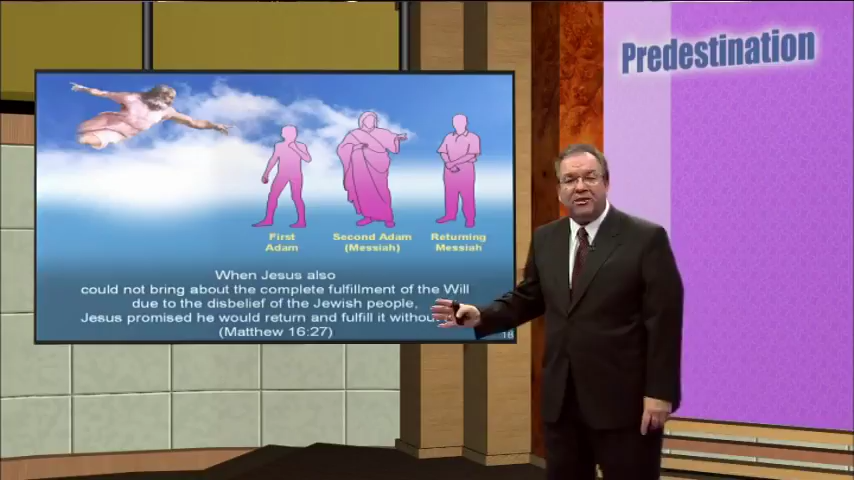 Predestination
First
Adam
Second Adam
(Messiah)
Returning
Messiah
When Jesus also
could not bring about the complete fulfillment of the Will
due to the disbelief of the Jewish people,
Jesus promised he would return and fulfill it without
(Matthew 16:27)
18